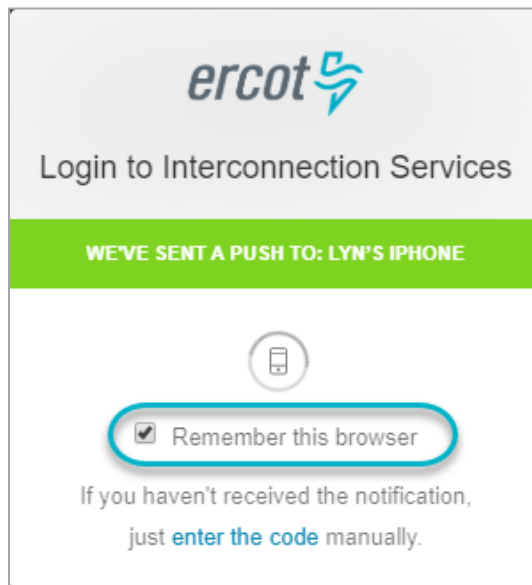 ercot
Login to Interconnection Services
WE'VE SENT A PUSH TO: LYN'S IPHONE
Remember this browser
If you haven't received the notification,
just enter the code manually.